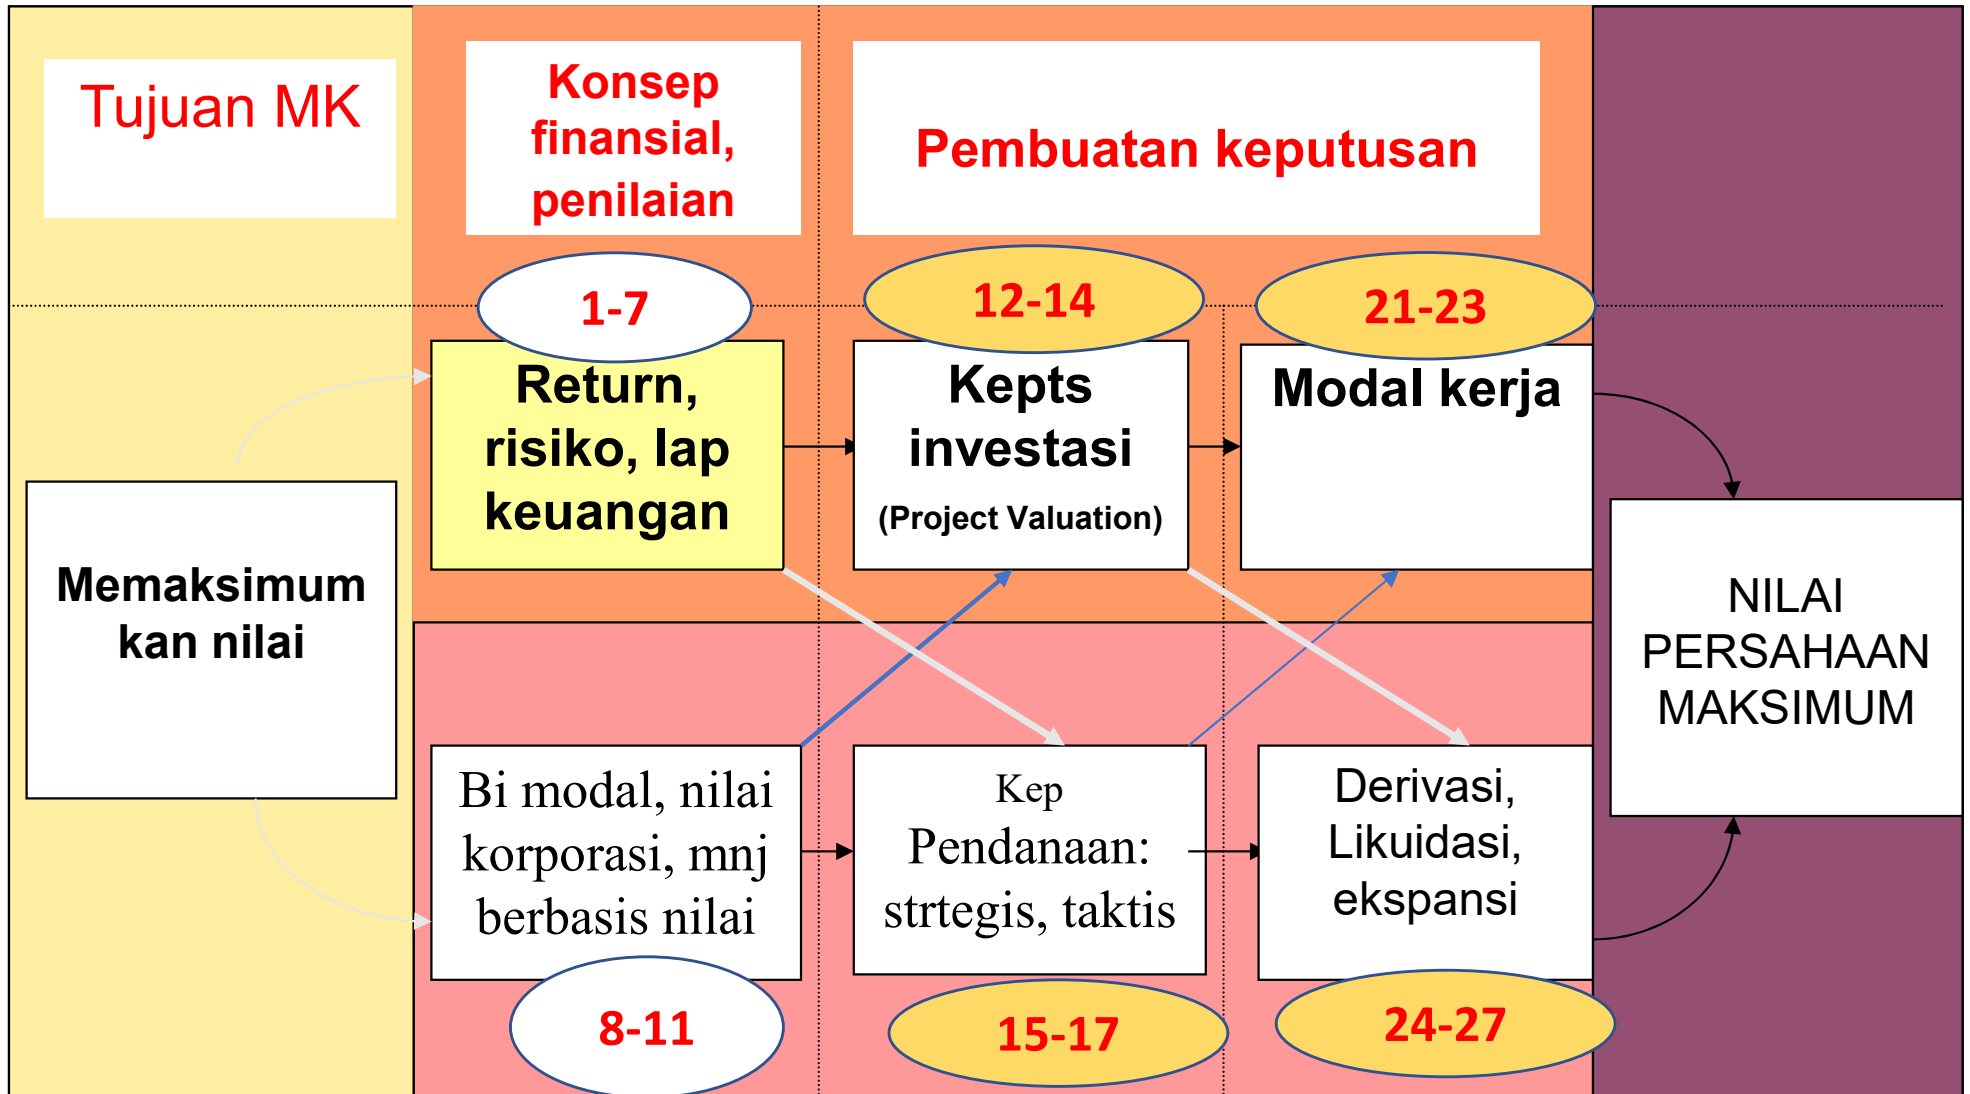 Tujuan MK
Konsep
finansial,
penilaian
Pembuatan keputusan
1-7
12-14
21-23
Return,
risiko, lap
keuangan
Kepts
investasi
(Project Valuation)
Modal kerja
Memaksimum
kan nilai
NILAI
PERSAHAAN
MAKSIMUM
Bi modal, nilai
korporasi, mnj
berbasis nilai
Kep
Pendanaan:
strtegis, taktis
Derivasi,
Likuidasi,
ekspansi
8-11
15-17
24-27